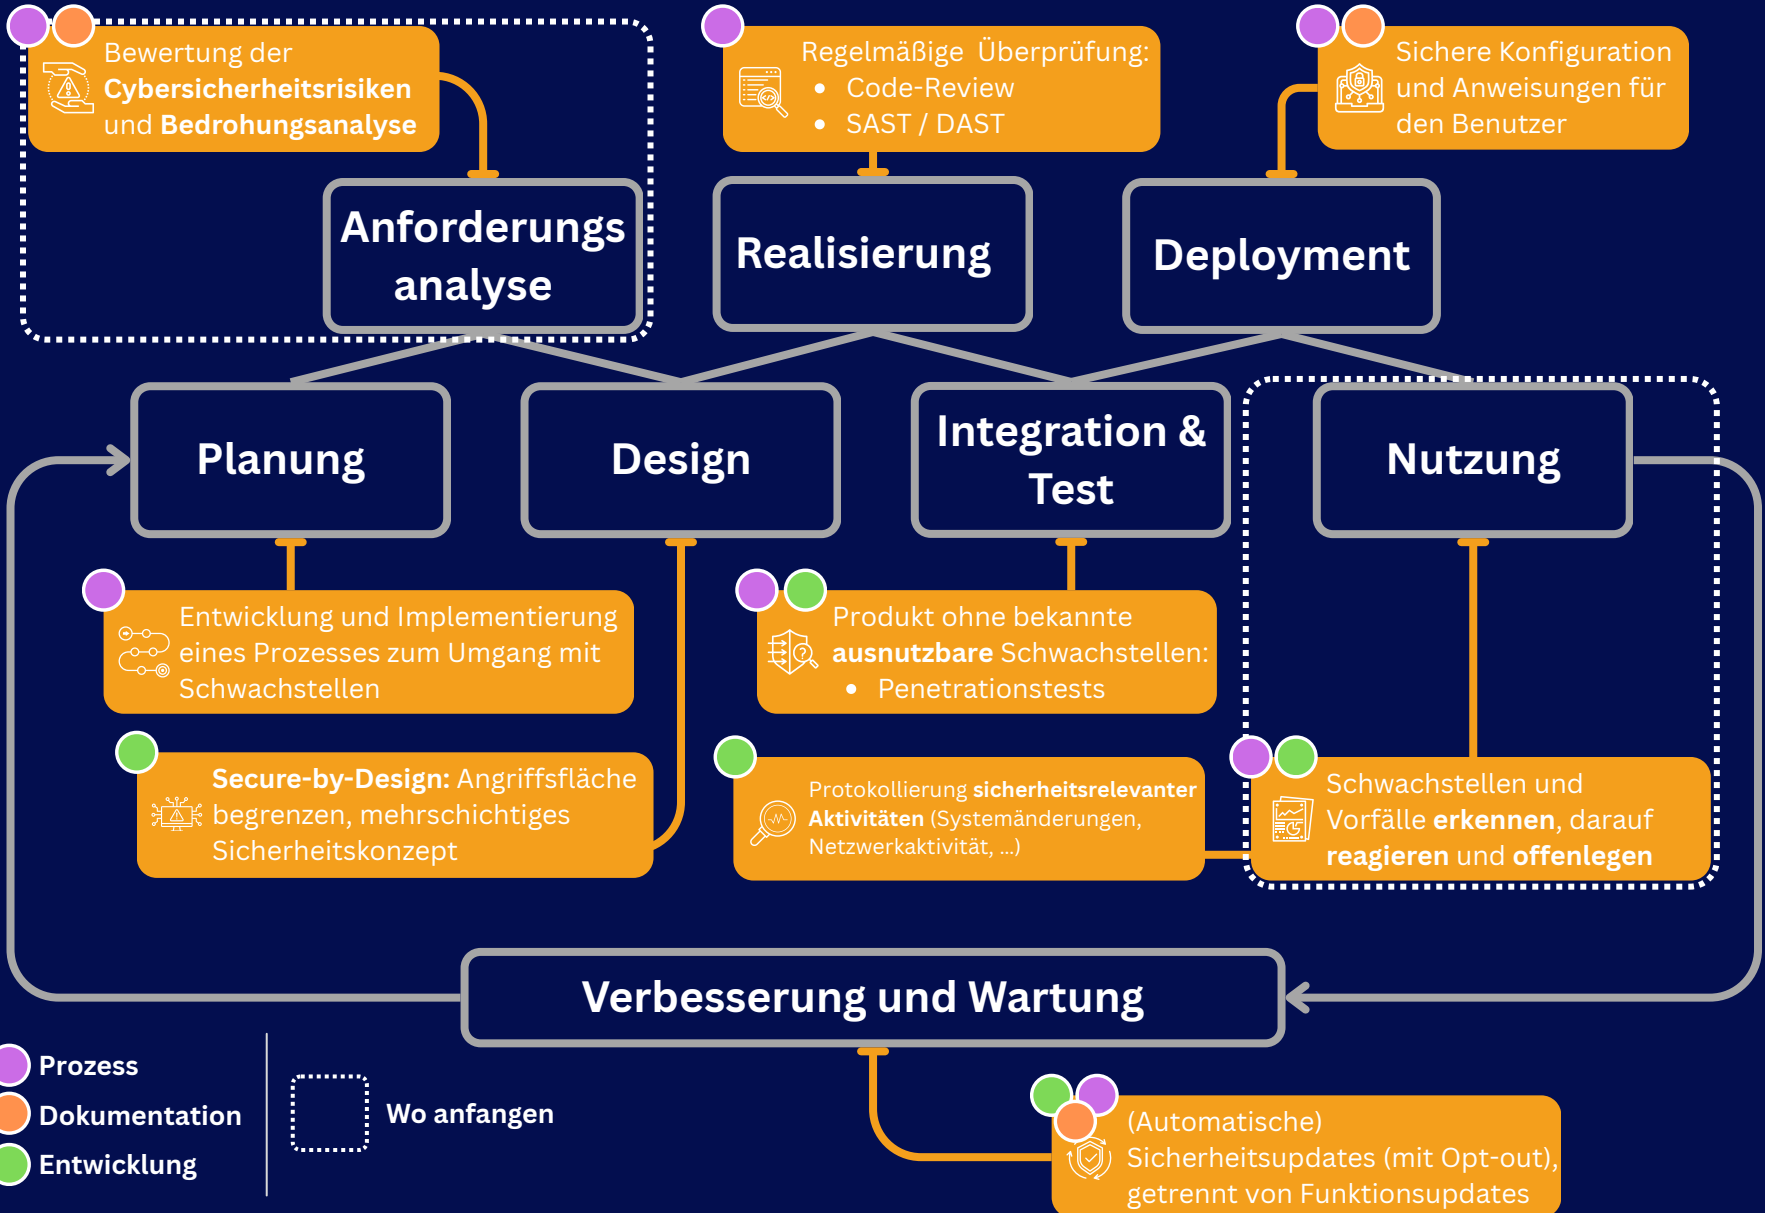 Bewertung der
Cybersicherheitsrisiken
und Bedrohungsanalyse
Regelmäßige Überprüfung:
• Code-Review
• SAST / DAST
Sichere Konfiguration
und Anweisungen für
den Benutzer
Anforderungs
analyse
Realisierung
Deployment
Planung
Design
Integration &
Test
Nutzung
Entwicklung und Implementierung
eines Prozesses zum Umgang mit
Schwachstellen
Produkt ohne bekannte
ausnutzbare Schwachstellen:
• Penetrationstests
Secure-by-Design: Angriffsfläche
begrenzen, mehrschichtiges
Sicherheitskonzept
Protokollierung sicherheitsrelevanter
Aktivitäten (Systemänderungen,
Netzwerkaktivität, ...)
Schwachstellen und
Vorfälle erkennen, darauf
reagieren und offenlegen
Verbesserung und Wartung
Prozess
Dokumentation
Entwicklung
Wo anfangen
(Automatische)
Sicherheitsupdates (mit Opt-out),
getrennt von Funktionsupdates